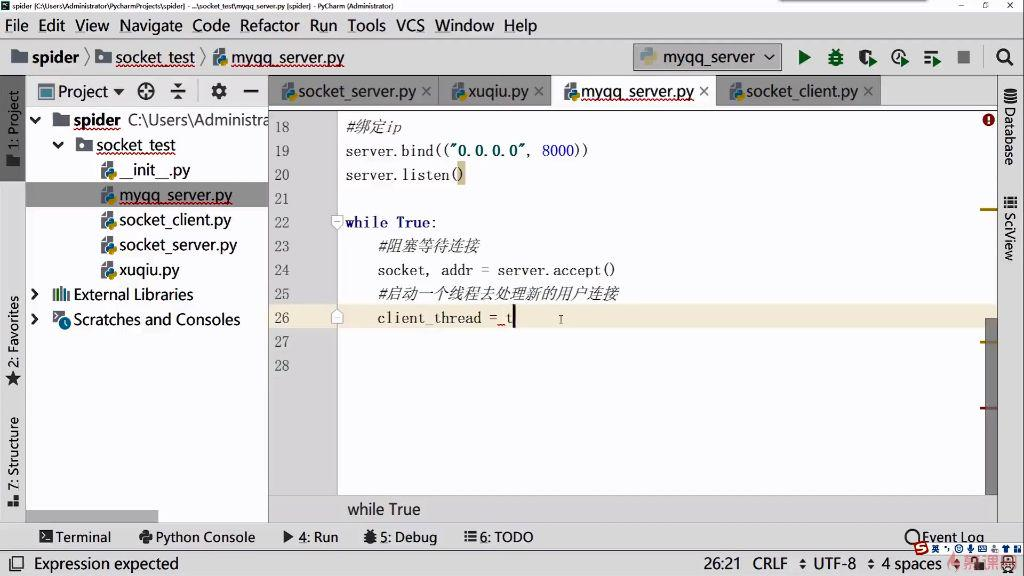 spider [C:\Users\Administrator\PycharmProjects\spider] - ...\socket_test\myqq_server.py [spider] - PyCharm (Administrator)
File Edit View Navigate Code Refactor Run Tools VCS Window Help
spider socket_test myqq_server.py myqq_server
1: Project
Project
socket_server.py xuqiu.py myqq_server.py socket_client.py
spider C:\Users\Administra
socket_test
__init__.py
myqq_server.py
socket_client.py
socket_server.py
xuqiu.py
External Libraries
Scratches and Consoles
18 #绑定ip
19 server.bind(("0.0.0.0", 8000))
20 server.listen()
21
22 while True:
23 #阻塞等待连接
24 socket, addr = server.accept()
25 #启动一个线程去处理新的用户连接
26 client_thread = t
27
28
while True
Database
SciView
2: Favorites
7: Structure
Terminal Python Console 4: Run 5: Debug 6: TODO Event Log
英
Expression expected 26:21 CRLF UTF-8 4 spaces